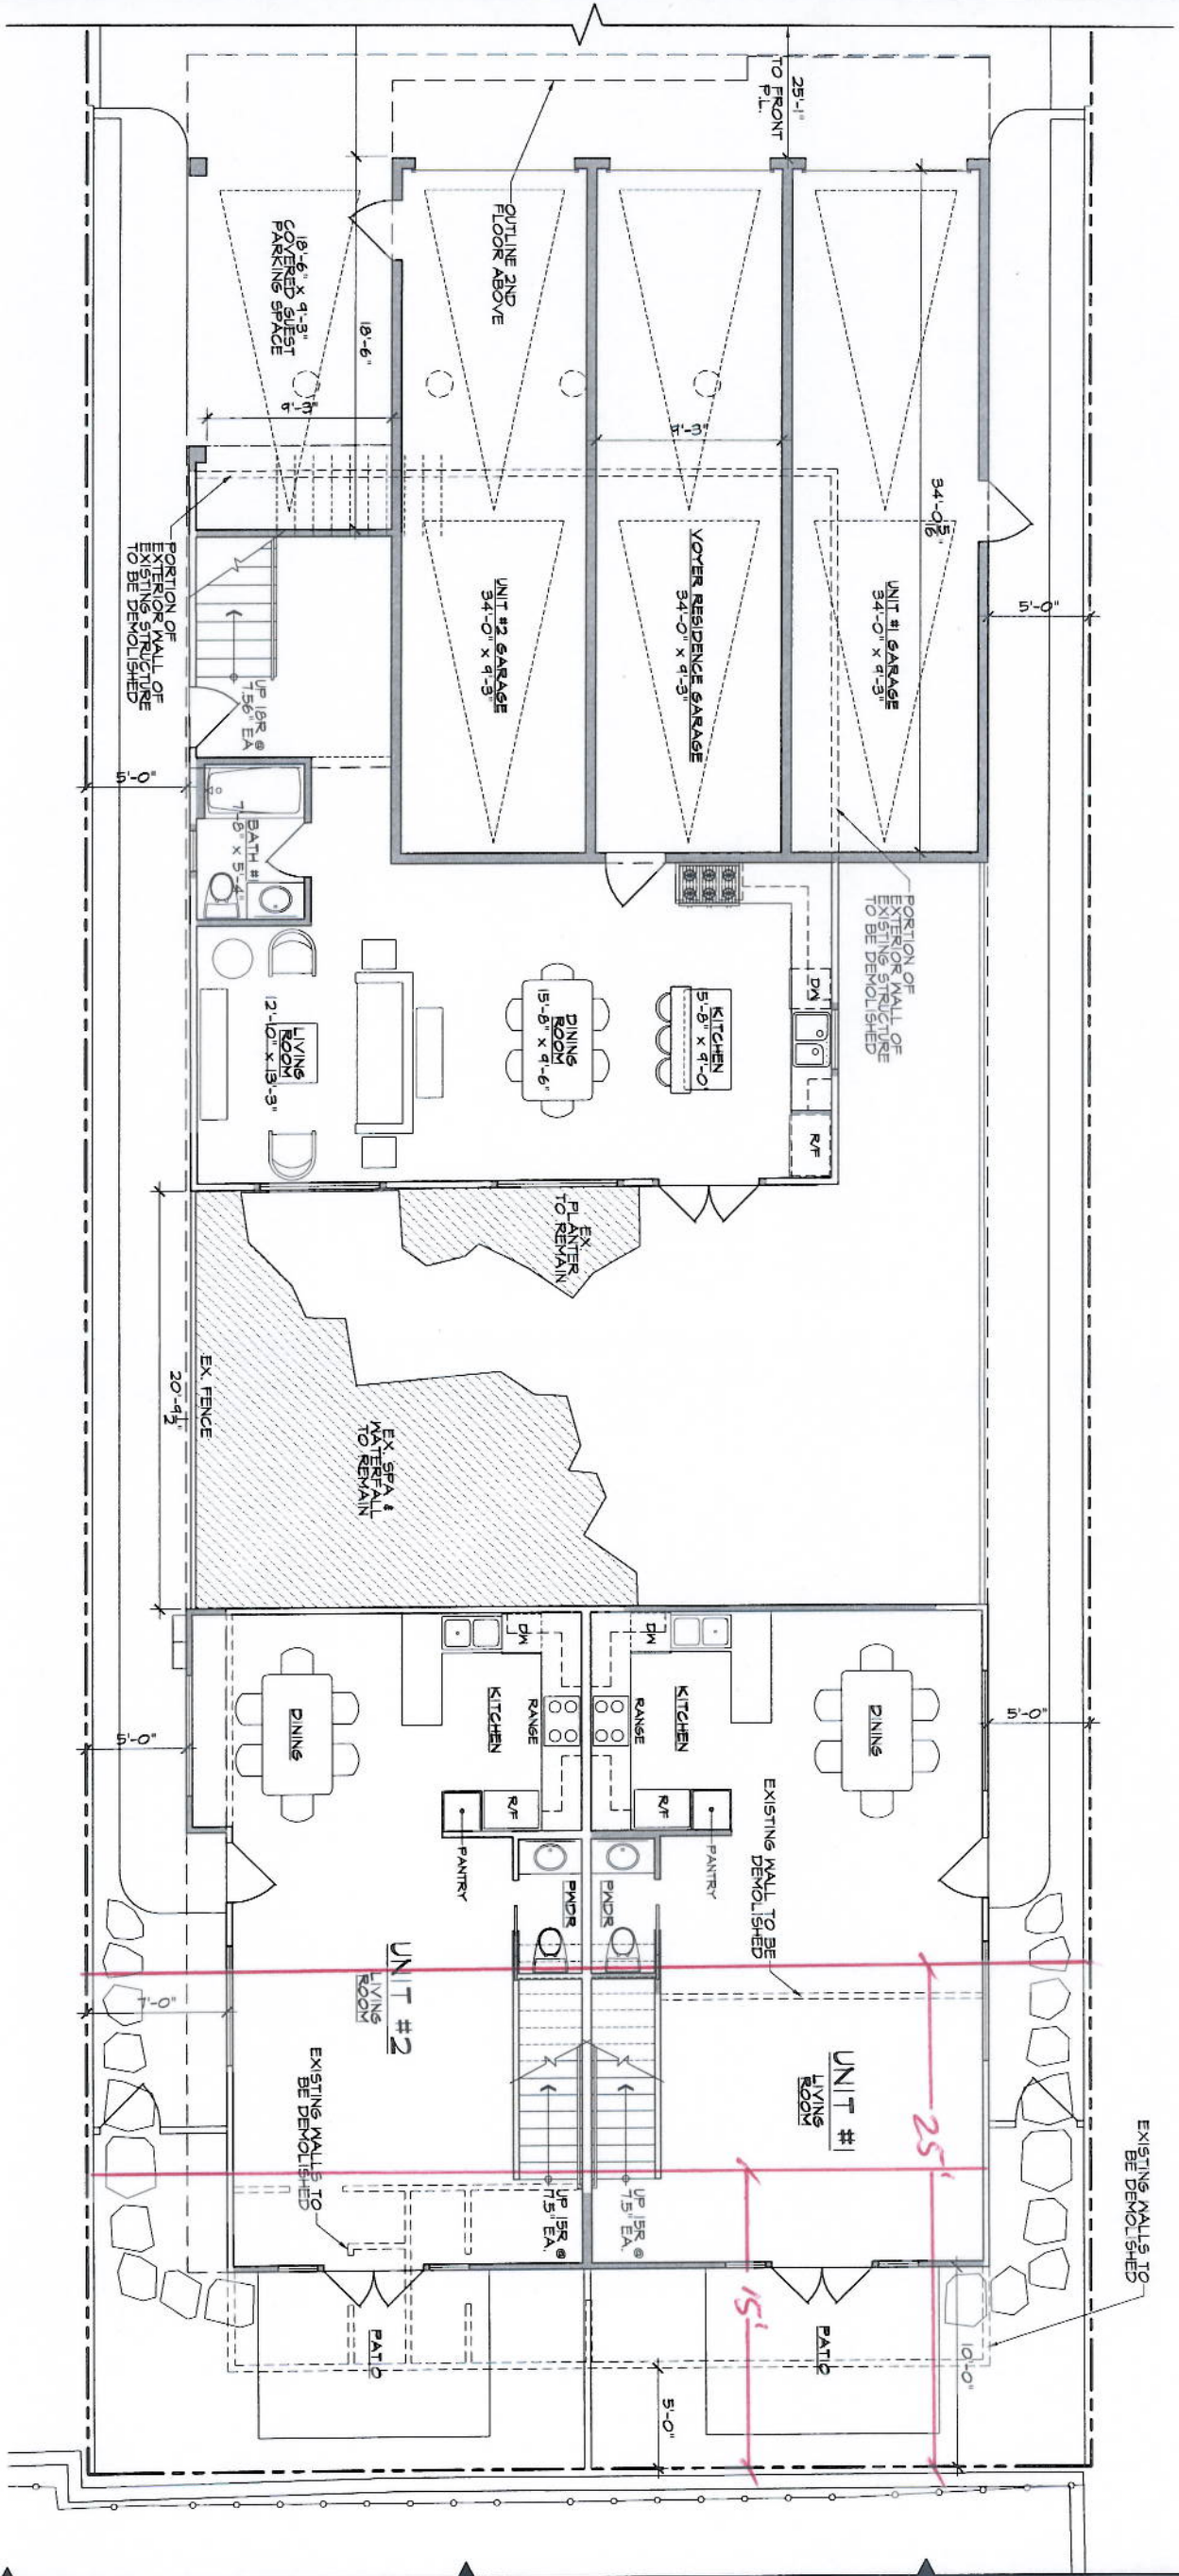 25'-1"
TO FRONT
P.L.
OUTLINE 2ND
FLOOR ABOVE
18'-6" x 9'-3"
COVERED GUEST
PARKING SPACE
18'-6"
9'-3"
9'-3"
34'-0 5/16"
5'-0"
UNIT #1 GARAGE
34'-0" x 9'-3"
VOYER RESIDENCE GARAGE
34'-0" x 9'-3"
UNIT #2 GARAGE
34'-0" x 9'-3"
PORTION OF
EXTERIOR WALL OF
EXISTING STRUCTURE
TO BE DEMOLISHED
UP 18R @
7.56" EA
5'-0"
BATH #1
7'-8" x 5'-4"
PORTION OF
EXTERIOR WALL OF
EXISTING STRUCTURE
TO BE DEMOLISHED
DW
KITCHEN
15'-8" x 9'-0"
DINING
ROOM
15'-8" x 9'-6"
LIVING
ROOM
12'-10" x 13'-3"
R/F
EX
PLANTER
TO REMAIN
EX. FENCE
20'-9 1/2"
EX. SPA &
WATERFALL
TO REMAIN
DW
DW
KITCHEN
RANGE
RANGE
KITCHEN
DINING
DINING
5'-0"
5'-0"
R/F
R/F
PANTRY
PANTRY
EXISTING WALL TO BE
DEMOLISHED
PWDR
PWDR
UNIT #2
LIVING
ROOM
7'-0"
UNIT #1
LIVING
ROOM
25'
EXISTING WALLS TO
BE DEMOLISHED
EXISTING WALLS TO
BE DEMOLISHED
UP 15R @
7.5" EA.
UP 15R @
7.5" EA.
15'
PATIO
PATIO
10'-0"
5'-0"